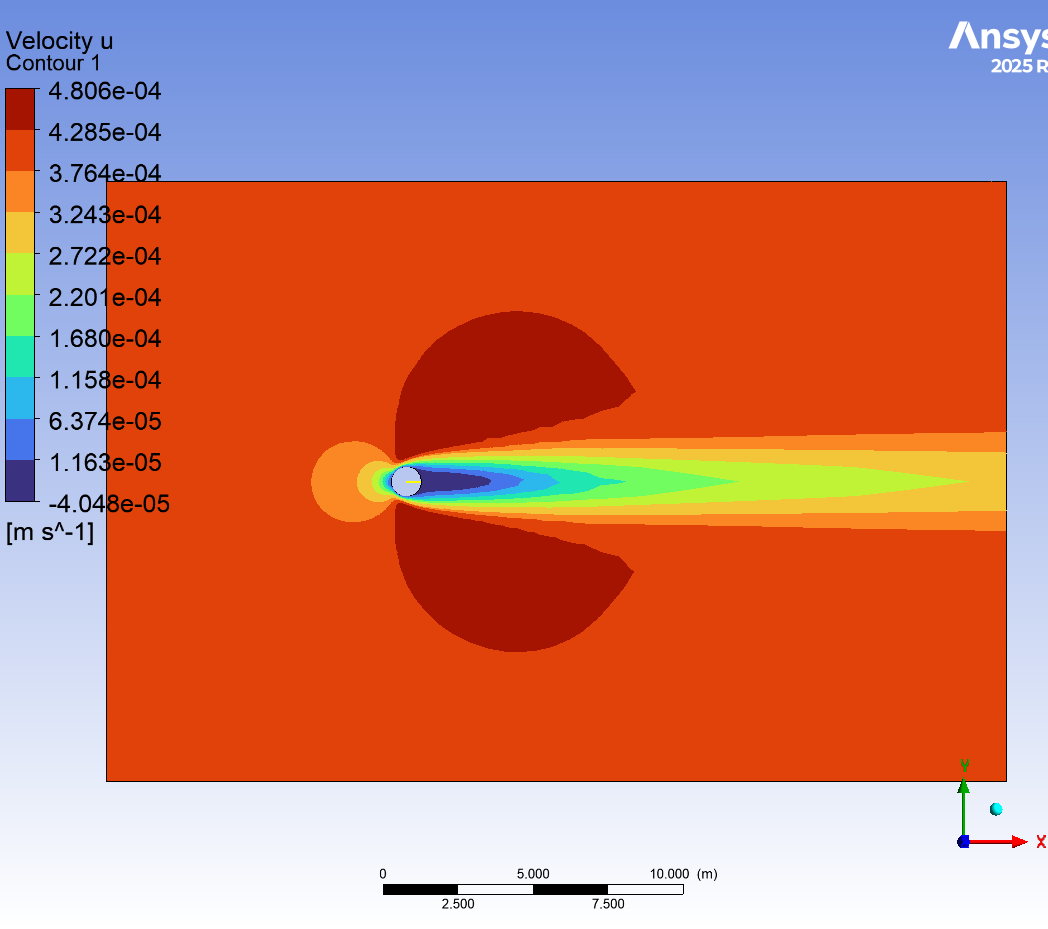 Velocity u
Contour 1
4.806e-04
4.285e-04
3.764e-04
3.243e-04
2.722e-04
2.201e-04
1.680e-04
1.158e-04
6.374e-05
1.163e-05
-4.048e-05
[m s^-1]
Ansys
2025 R
Y
X
0 5.000 10.000 (m)
2.500 7.500